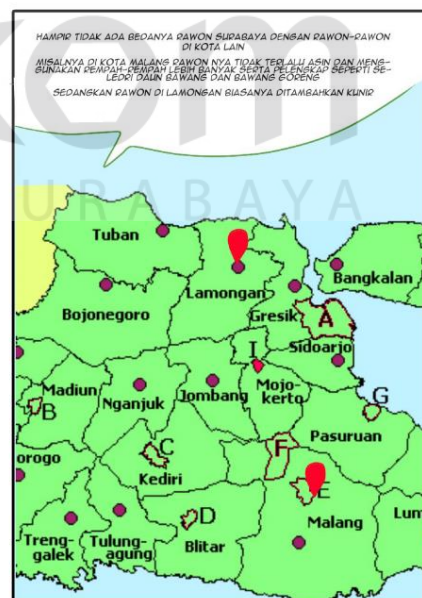 HAMPIR TIDAK ADA BEDANYA RAWON SURABAYA DENGAN RAWON-RAWON
DI KOTA LAIN
MISALNYA DI KOTA MALANG RAWON NYA TIDAK TERLALU ASIN DAN MENG-
GUNAKAN REMPAH-REMPAH LEBIH BANYAK SERTA PELENGKAP SEPERTI SE-
LEDRI DAUN BAWANG DAN BAWANG GORENG
SEDANGKAN RAWON DI LAMONGAN BIASANYA DITAMBAHKAN KUNIR
kom
SURABAYA
Tuban
Lamongan
Bangkalan
Bojonegoro
Gresik
A
I
Sidoarjo
Madiun
B
Nganjuk
Jombang
Mojo-
kerto
G
Pasuruan
orogo
C
Kediri
F
E
D
Malang
Lum
Treng-
galek
Tulung-
agung
Blitar